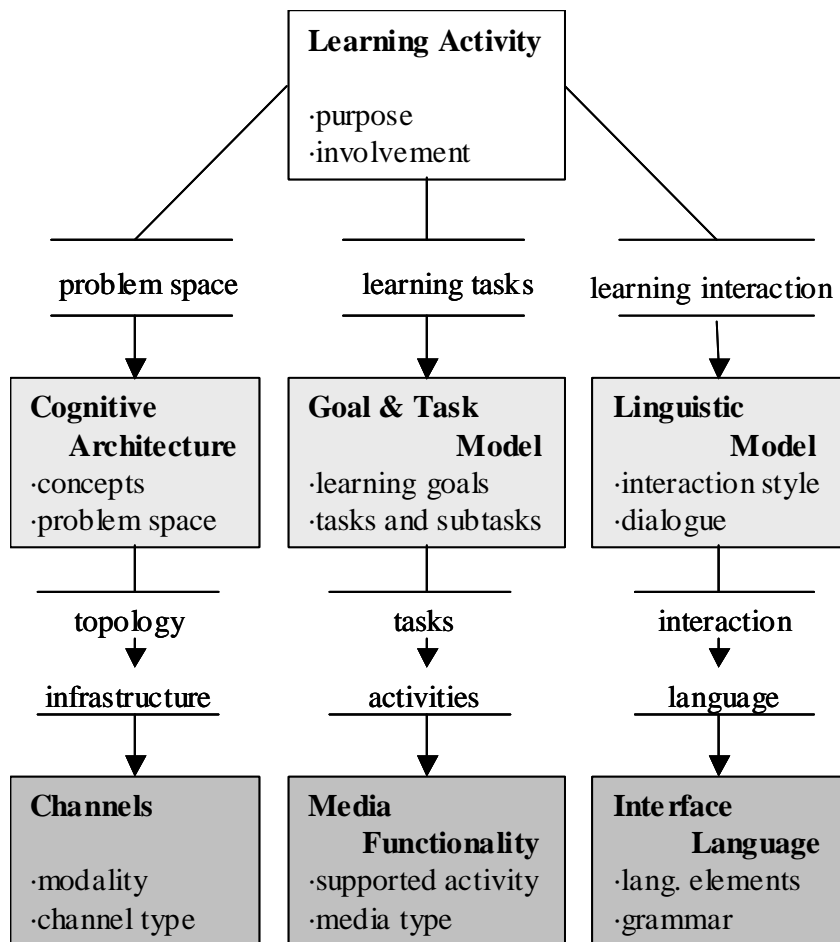 Learning Activity
·purpose
·involvement
problem space
learning tasks
learning interaction
Cognitive
Architecture
·concepts
·problem space
Goal & Task
Model
·learning goals
·tasks and subtasks
Linguistic
Model
·interaction style
·dialogue
topology
infrastructure
tasks
activities
interaction
language
Channels
·modality
·channel type
Media
Functionality
·supported activity
·media type
Interface
Language
·lang. elements
·grammar